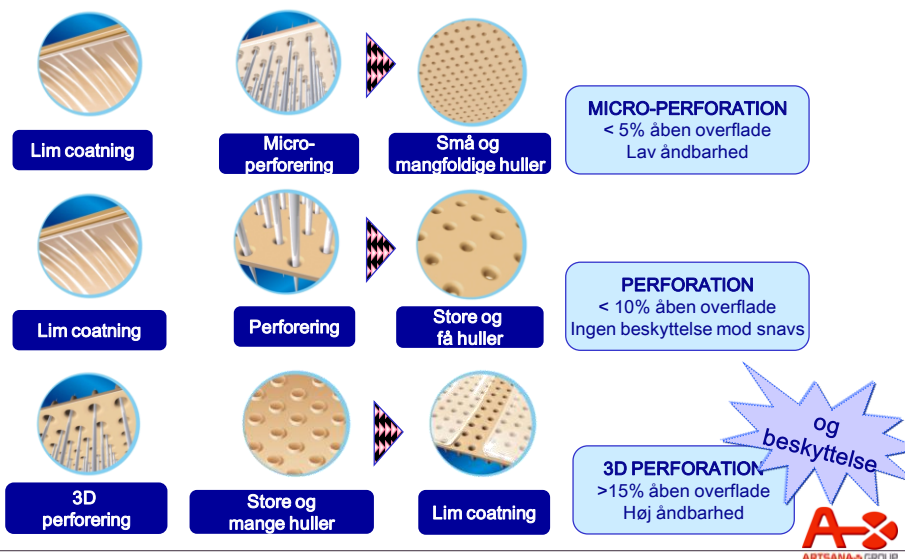 Lim coatning
Micro-
perforering
Små og
mangfoldige huller
MICRO-PERFORATION
< 5% åben overflade
Lav åndbarhed
Lim coatning
Perforering
Store og
få huller
PERFORATION
< 10% åben overflade
Ingen beskyttelse mod snavs
3D
perforering
Store og
mange huller
Lim coatning
3D PERFORATION
>15% åben overflade
Høj åndbarhed
og
beskyttelse
ARTSANA GROUP